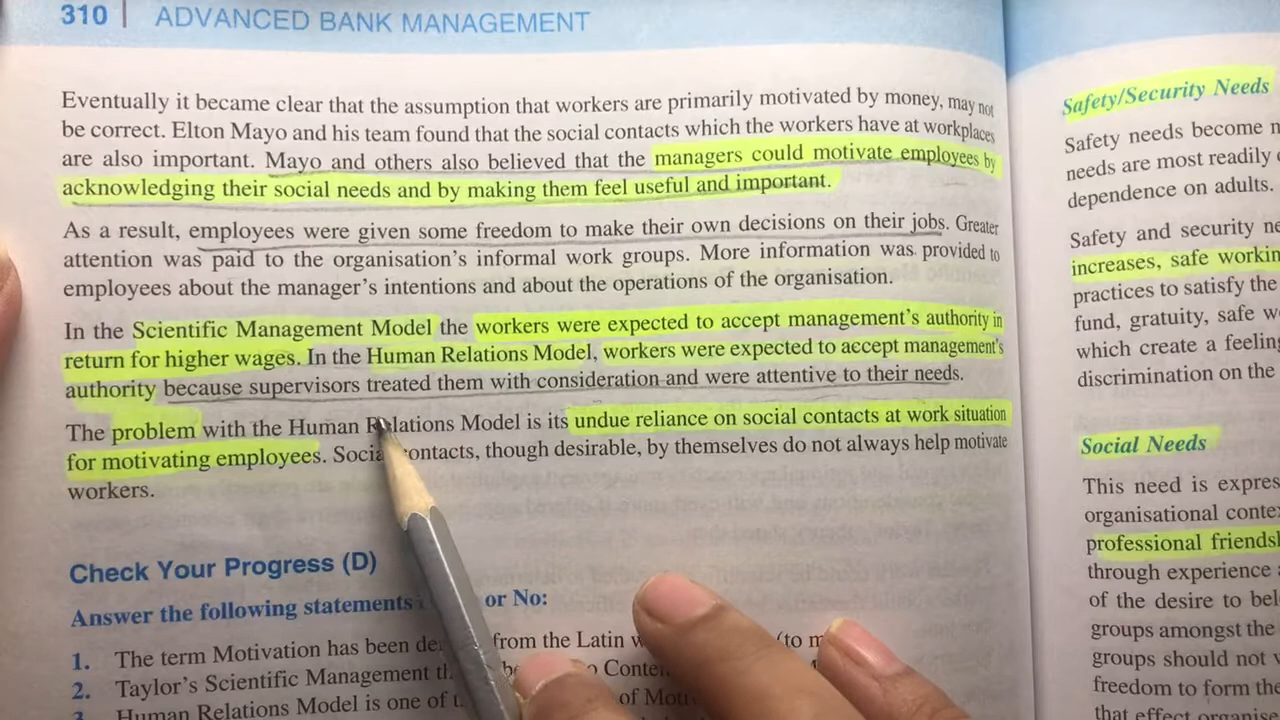 310 | ADVANCED BANK MANAGEMENT
Eventually it became clear that the assumption that workers are primarily motivated by money, may not
be correct. Elton Mayo and his team found that the social contacts which the workers have at workplaces
are also important. Mayo and others also believed that the managers could motivate employees by
acknowledging their social needs and by making them feel useful and important.
As a result, employees were given some freedom to make their own decisions on their jobs. Greater
attention was paid to the organisation's informal work groups. More information was provided to
employees about the manager's intentions and about the operations of the organisation.
In the Scientific Management Model the workers were expected to accept management's authority in
return for higher wages. In the Human Relations Model, workers were expected to accept management's
authority because supervisors treated them with consideration and were attentive to their needs.
The problem with the Human Relations Model is its undue reliance on social contacts at work situation
for motivating employees. Social contacts, though desirable, by themselves do not always help motivate
workers.
Check Your Progress (D)
Answer the following statements or No:
1. The term Motivation has been from the Latin (to
2. Taylor's Scientific Management
3. Human Relations Model is one of of
Safety/Security Needs
Safety needs become
needs are most readily
dependence on adults.
Safety and security
increases, safe
practices to satisfy the
fund, gratuity, safe
which create a
discrimination on the
Social Needs
This need is
organisational
professional
through experience
of the desire to
groups amongst the
groups should not
freedom to form the
that effect